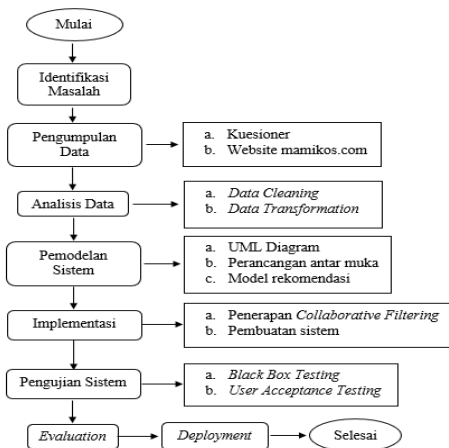 Mulai
Identifikasi
Masalah
Pengumpulan
Data
a. Kuesioner
b. Website mamikos.com
Analisis Data
a. Data Cleaning
b. Data Transformation
Pemodelan
Sistem
a. UML Diagram
b. Perancangan antar muka
c. Model rekomendasi
Implementasi
a. Penerapan Collaborative Filtering
b. Pembuatan sistem
Pengujian Sistem
a. Black Box Testing
b. User Acceptance Testing
Evaluation
Deployment
Selesai